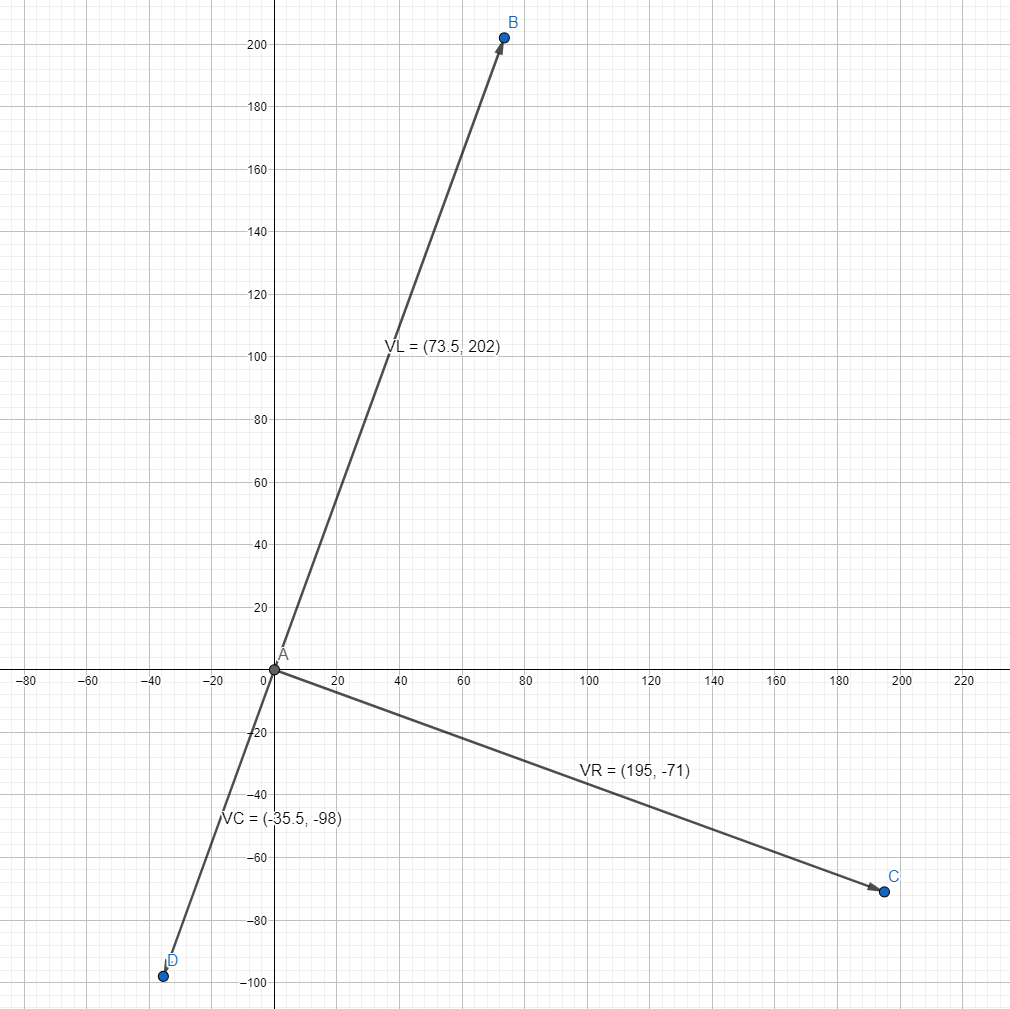 B
200
180
160
140
120
VL = (73.5, 202)
100
80
60
40
20
A
–80 –60 –40 –20 0 20 40 60 80 100 120 140 160 180 200 220
–20
VR = (195, -71)
–40
VC = (-35.5, -98)
–60
C
–80
D
–100